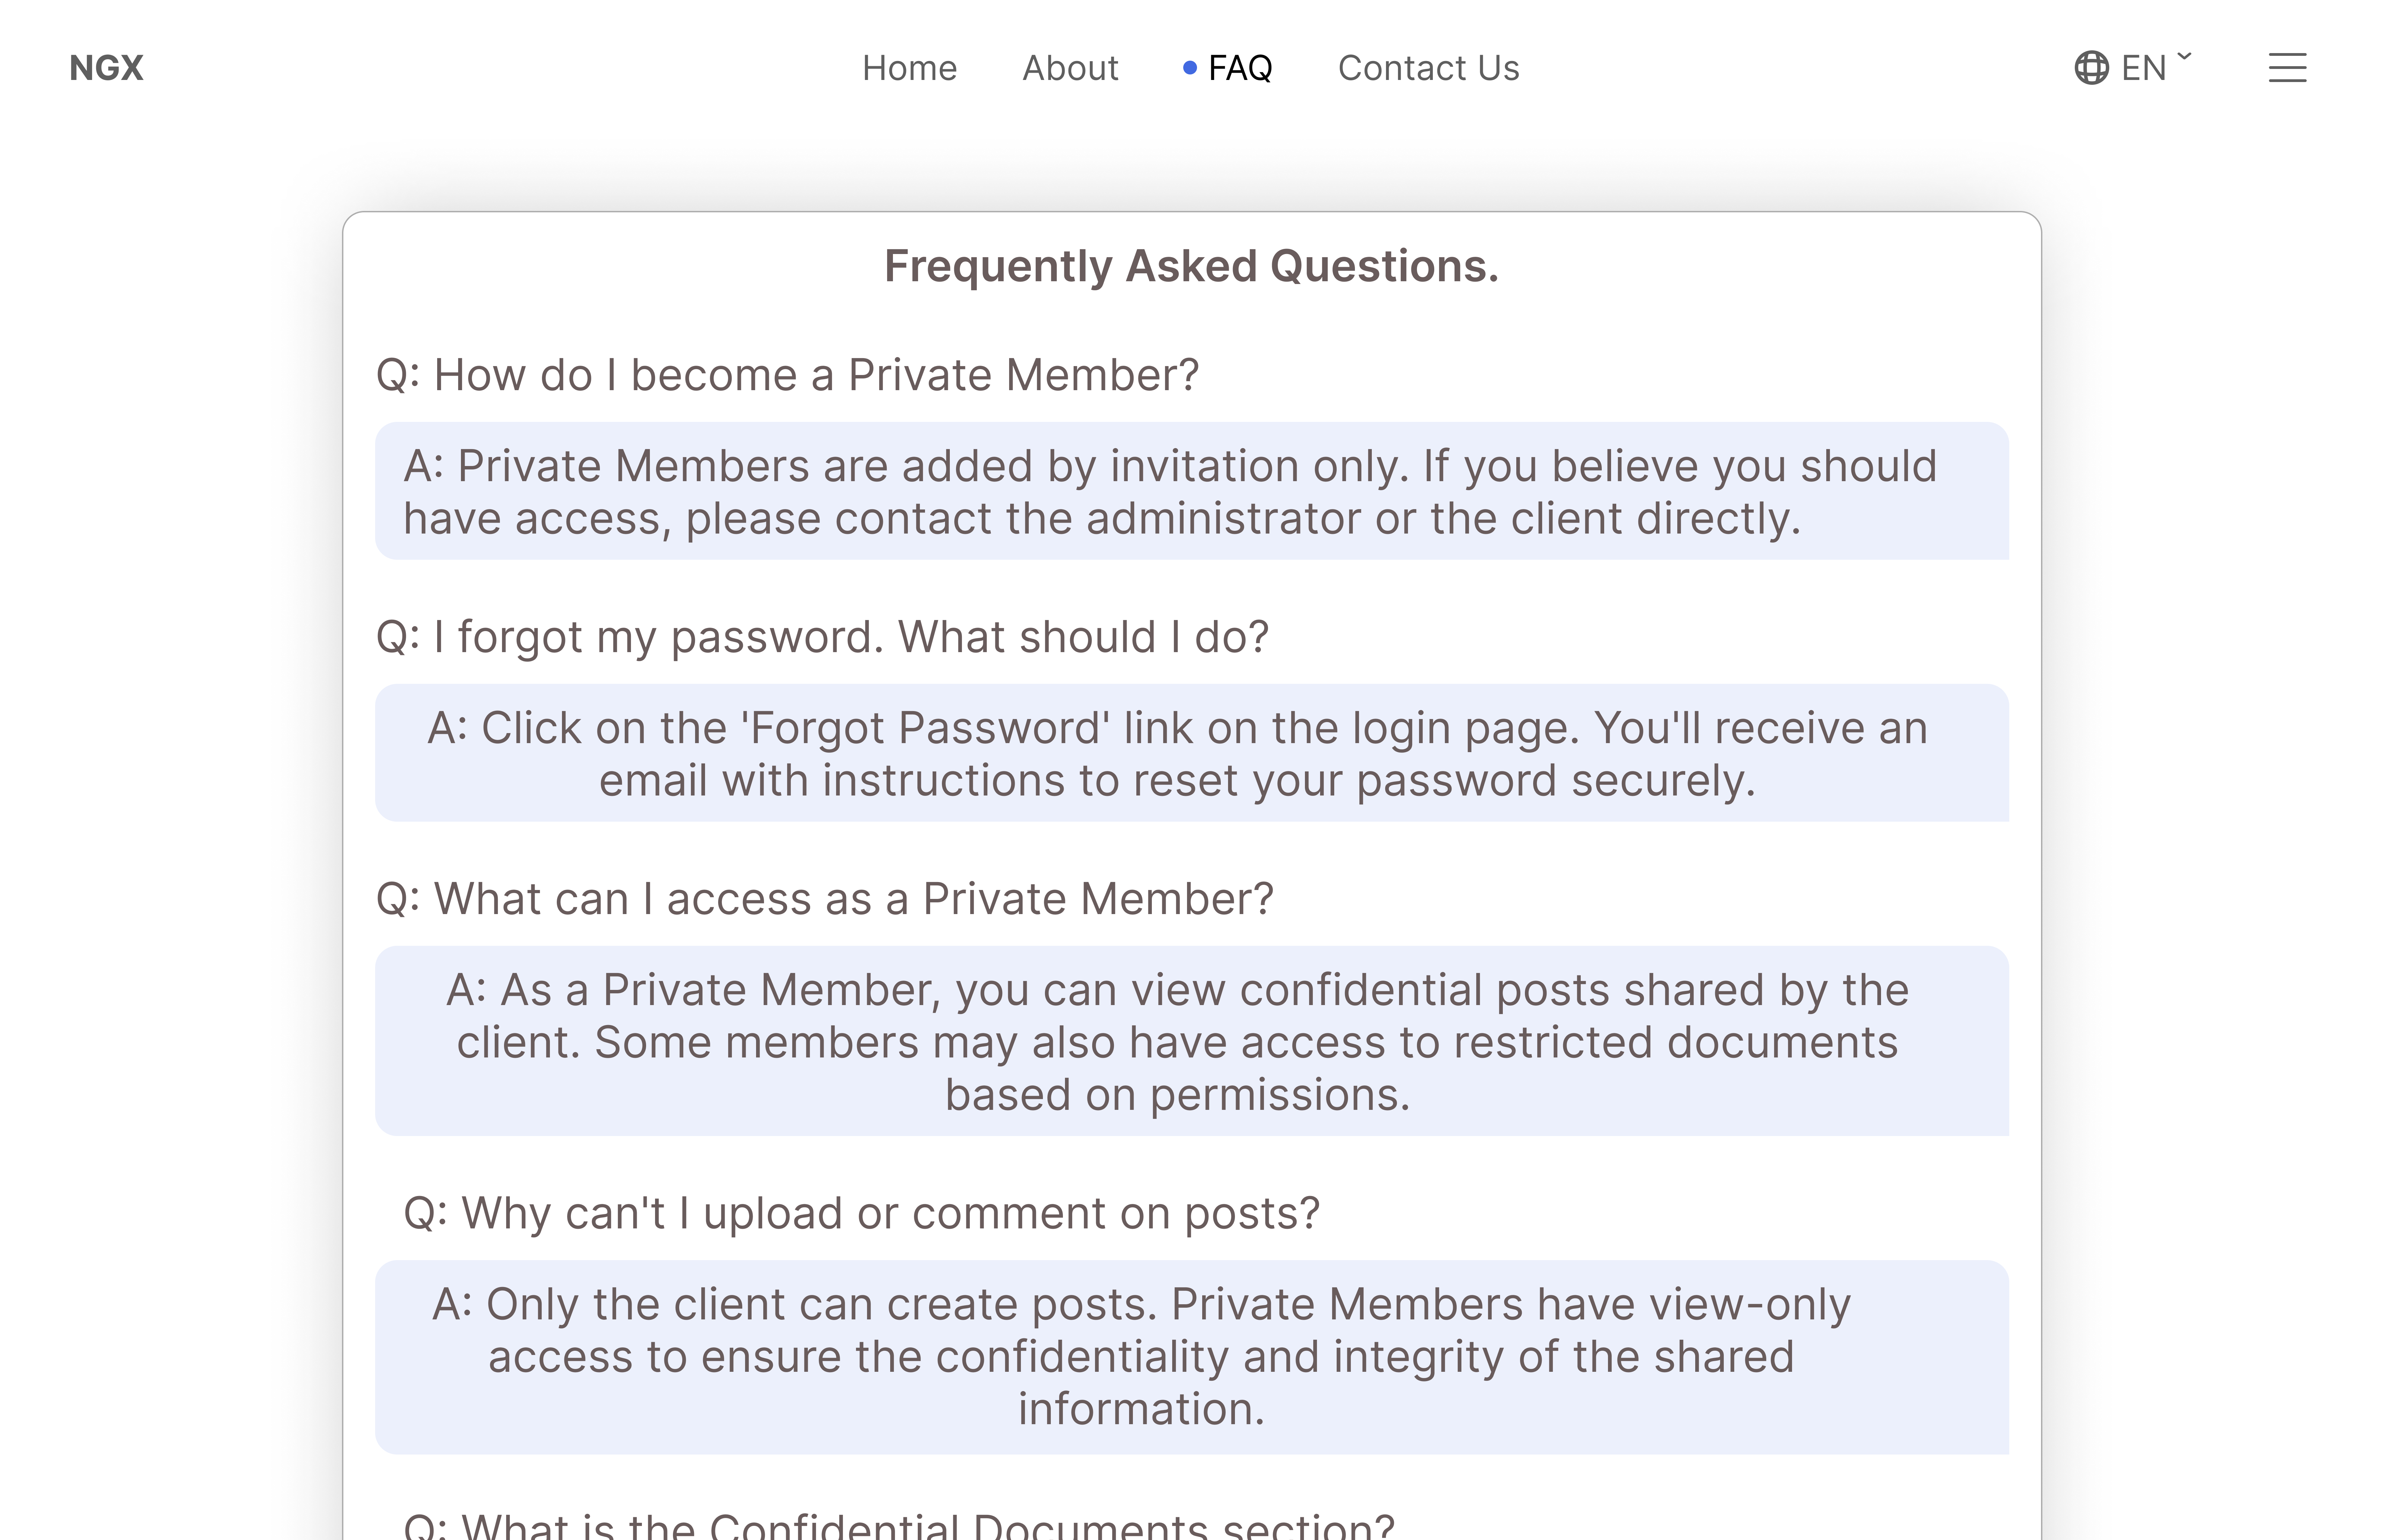 NGX
Home
About
FAQ
Contact Us
EN
Frequently Asked Questions.
Q: How do I become a Private Member?
A: Private Members are added by invitation only. If you believe you should
have access, please contact the administrator or the client directly.
Q: I forgot my password. What should I do?
A: Click on the 'Forgot Password' link on the login page. You'll receive an
email with instructions to reset your password securely.
Q: What can I access as a Private Member?
A: As a Private Member, you can view confidential posts shared by the
client. Some members may also have access to restricted documents
based on permissions.
Q: Why can't I upload or comment on posts?
A: Only the client can create posts. Private Members have view-only
access to ensure the confidentiality and integrity of the shared
information.
Q: What is the Confidential Documents section?